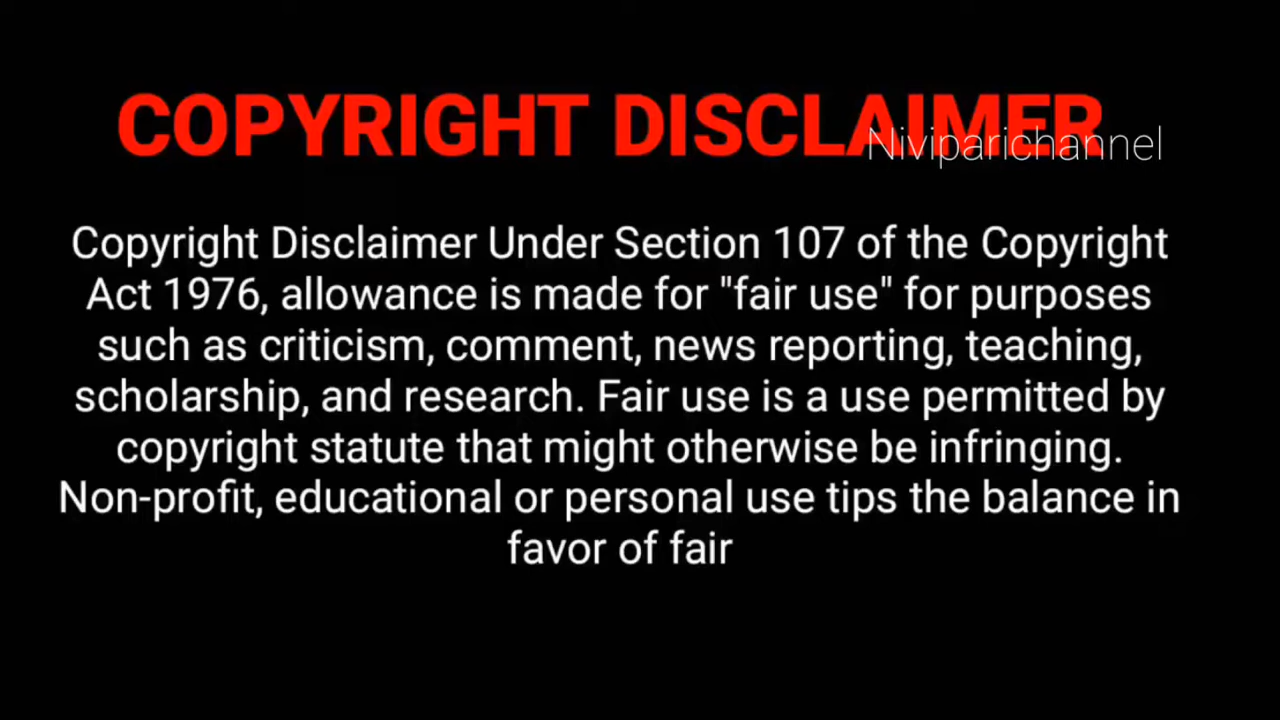 COPYRIGHT DISCLAIMER
Niviparichannel
Copyright Disclaimer Under Section 107 of the Copyright
Act 1976, allowance is made for "fair use" for purposes
such as criticism, comment, news reporting, teaching,
scholarship, and research. Fair use is a use permitted by
copyright statute that might otherwise be infringing.
Non-profit, educational or personal use tips the balance in
favor of fair